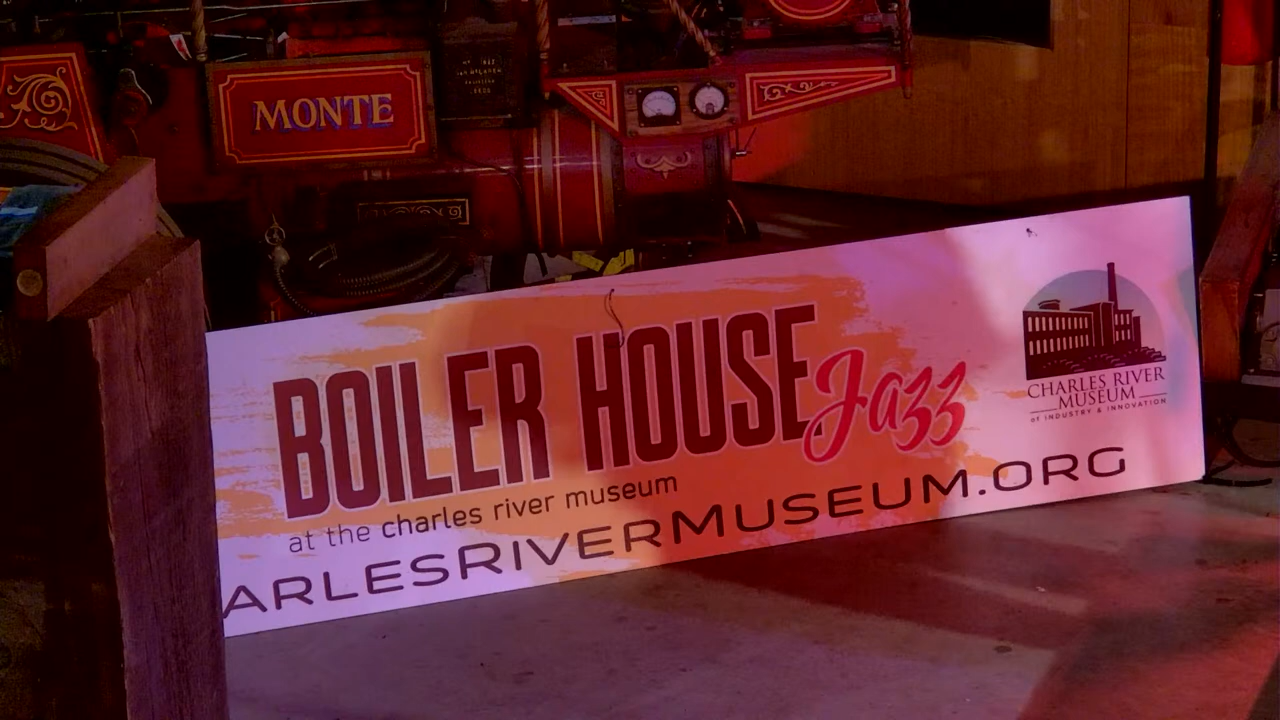 MONTE
BOILER HOUSE Jazz
at the charles river museum
ARLESRIVERMUSEUM.ORG
CHARLES RIVER
MUSEUM
of INDUSTRY & INNOVATION